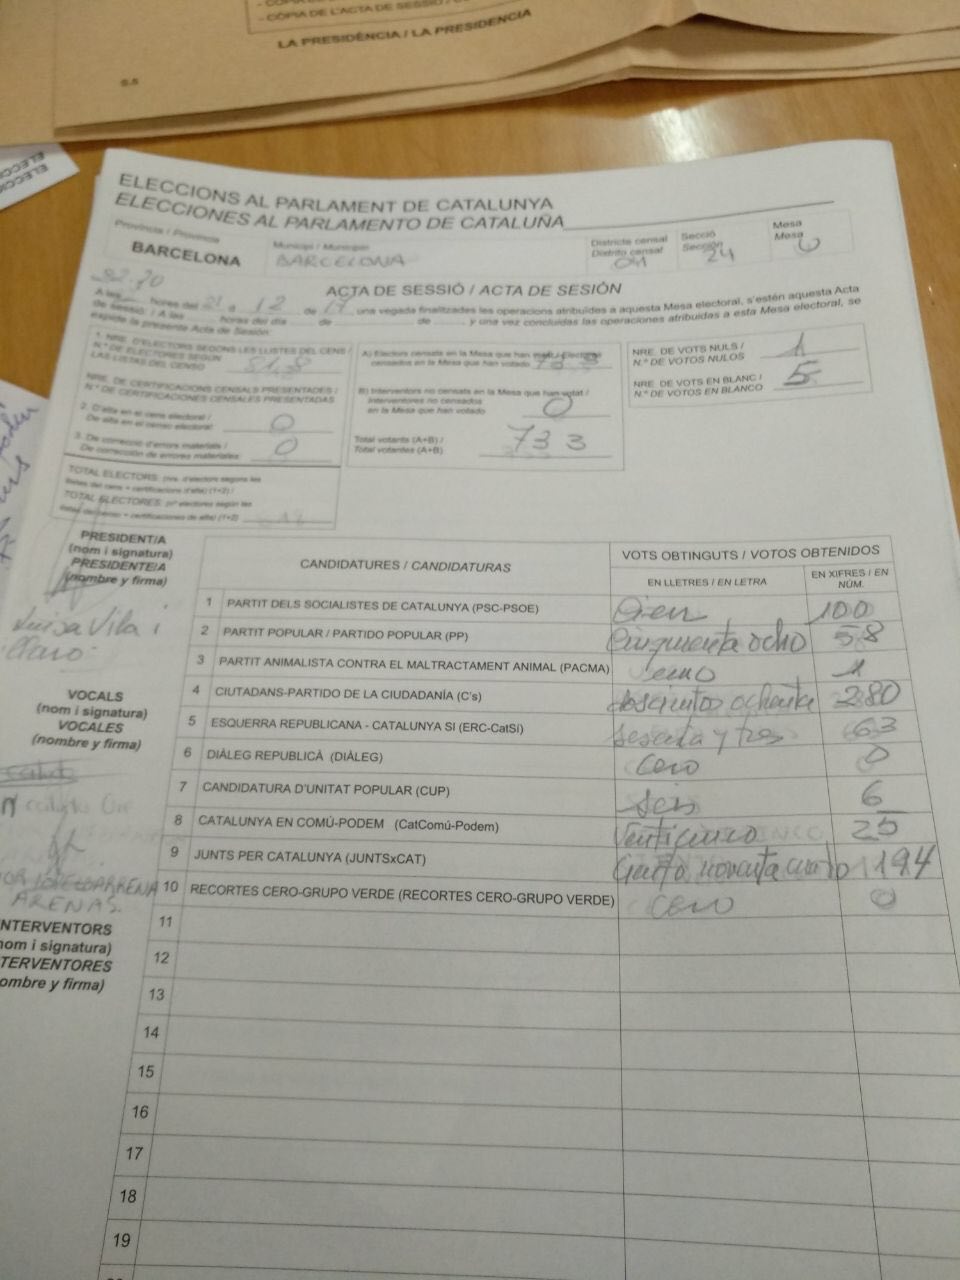 - CÒPIA DE L'ACTA DE SESSIÓ
LA PRESIDÈNCIA / LA PRESIDENCIA
ELECCIONS AL PARLAMENT DE CATALUNYA
ELECCIONES AL PARLAMENTO DE CATALUÑA
Província / Provincia
BARCELONA
Municipi / Municipio
BARCELONA
Districte censal
Distrito censal
04
Secció
Sección
24
Mesa
Mesa
U
ACTA DE SESSIÓ / ACTA DE SESIÓN
A les hores del 21 d 12 de 17, una vegada finalitzades les operacions atribuïdes a aquesta Mesa electoral, s'estén aquesta Acta
de sessió. / A las horas del día de de y una vez concluidas las operaciones atribuidas a esta Mesa electoral, se
expide la presente Acta de Sesión.
1. NRE. D'ELECTORS SEGONS LES LLISTES DEL CENS /
N.º DE ELECTORES SEGÚN
LAS LISTAS DEL CENSO
NRE. DE CERTIFICACIONS CENSALS PRESENTADES /
N.º DE CERTIFICACIONES CENSALES PRESENTADAS
2. D'alta en el cens electoral /
De alta en el censo electoral: 0
3. De correcció d'errors materials /
De corrección de errores materiales: 0
TOTAL ELECTORS: (nre. d'electors segons les
llistes del cens + certificacions d'alta) (1+2) /
TOTAL ELECTORES: (nº electores según las
listas del censo + certificaciones de alta) (1+2)
A) Electors censats en la Mesa que han votat / Electores
censados en la Mesa que han votado 733
B) Interventors no censats en la Mesa que han votat /
Interventores no censados
en la Mesa que han votado 0
Total votants (A+B) /
Total votantes (A+B) 733
NRE. DE VOTS NULS /
N.º DE VOTOS NULOS 1
NRE. DE VOTS EN BLANC /
N.º DE VOTOS EN BLANCO 5
PRESIDENT/A
(nom i signatura)
PRESIDENTE/A
(nombre y firma)
Luisa Vila i
Claro
VOCALS
(nom i signatura)
VOCALES
(nombre y firma)
ARENAS
INTERVENTORS
(nom i signatura)
INTERVENTORES
(nombre y firma)
CANDIDATURES / CANDIDATURAS
VOTS OBTINGUTS / VOTOS OBTENIDOS
EN LLETRES / EN LETRA
EN XIFRES / EN NÚM.
1 PARTIT DELS SOCIALISTES DE CATALUNYA (PSC-PSOE) Cien 100
2 PARTIT POPULAR / PARTIDO POPULAR (PP) Cinquenta ocho 58
3 PARTIT ANIMALISTA CONTRA EL MALTRACTAMENT ANIMAL (PACMA) uno 1
4 CIUTADANS-PARTIDO DE LA CIUDADANÍA (C's) doscientos ochenta 280
5 ESQUERRA REPUBLICANA - CATALUNYA SI (ERC-CatSí) sesenta y tres 63
6 DIÀLEG REPUBLICÀ (DIÀLEG) cero 0
7 CANDIDATURA D'UNITAT POPULAR (CUP) seis 6
8 CATALUNYA EN COMÚ-PODEM (CatComú-Podem) Venticinco 25
9 JUNTS PER CATALUNYA (JUNTSxCAT) Ciento noventa cuatro 194
10 RECORTES CERO-GRUPO VERDE (RECORTES CERO-GRUPO VERDE) cero 0
11
12
13
14
15
16
17
18
19